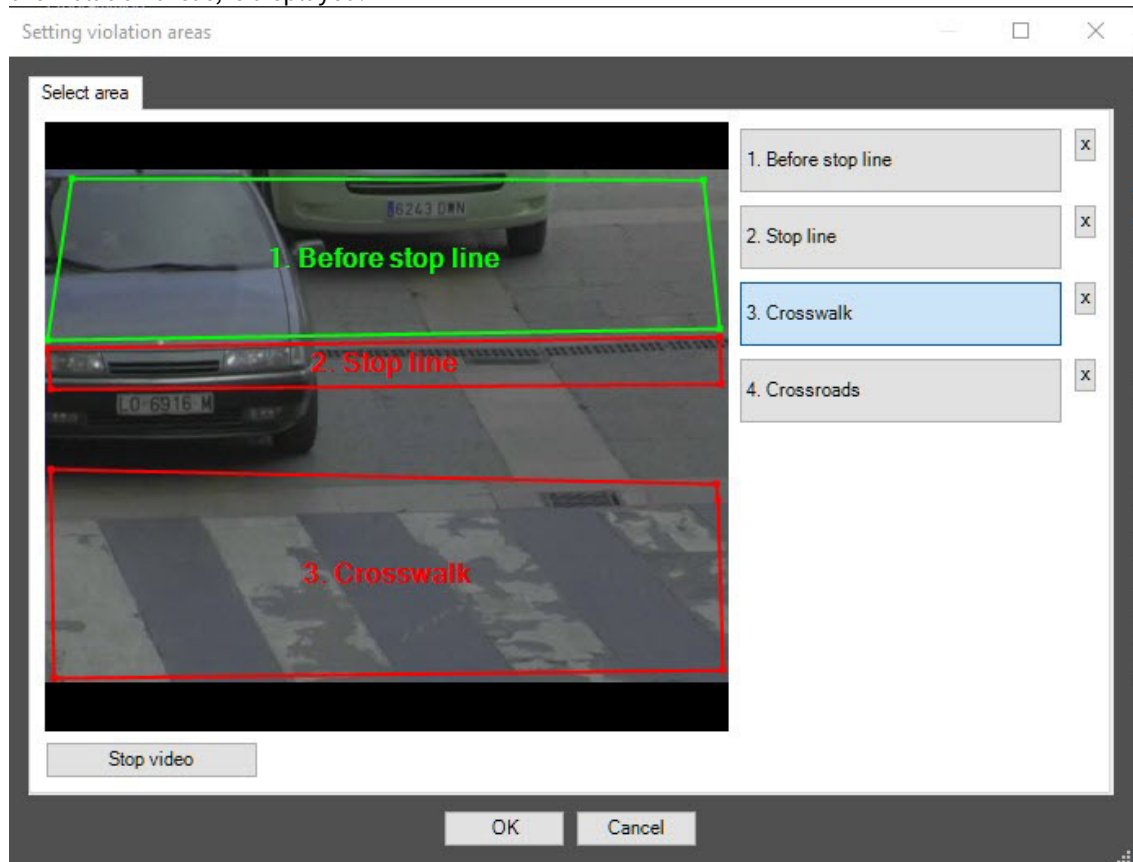 Setting violation areas
Select area
6243 DWN
1. Before stop line
2. Stop line
LO-6916-M
3. Crosswalk
1. Before stop line
x
2. Stop line
x
3. Crosswalk
x
4. Crossroads
x
Stop video
OK
Cancel